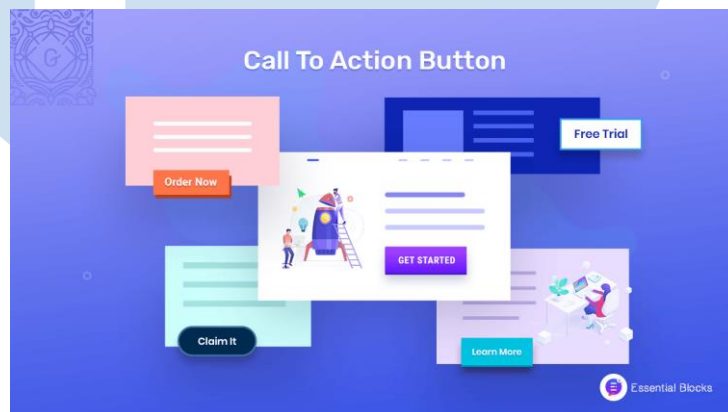 G
Call To Action Button
Free Trial
Order Now
GET STARTED
Claim It
Learn More
Essential Blocks